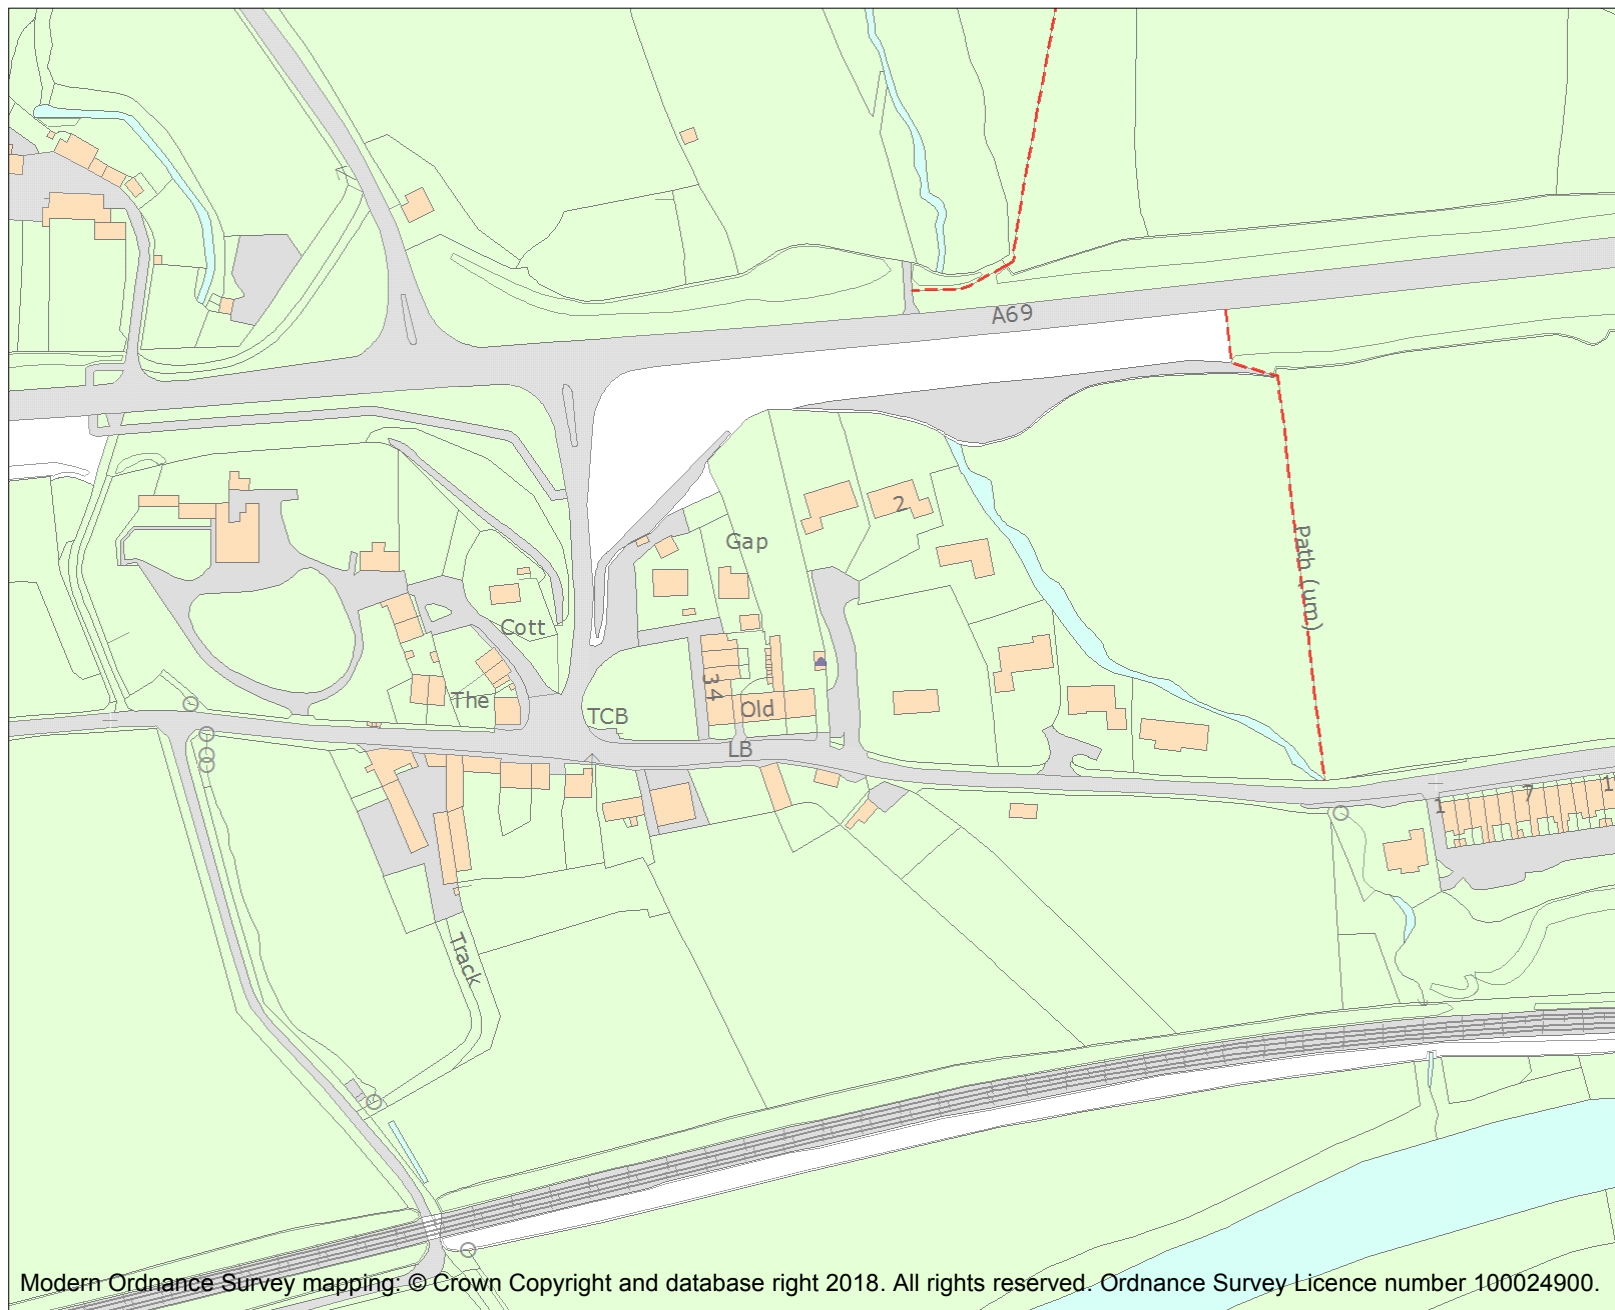 A69
2
Gap
Path (um)
Cott
34
The
TCB
Old
LB
1
7
1
Track
Modern Ordnance Survey mapping: © Crown Copyright and database right 2018. All rights reserved. Ordnance Survey Licence number 100024900.